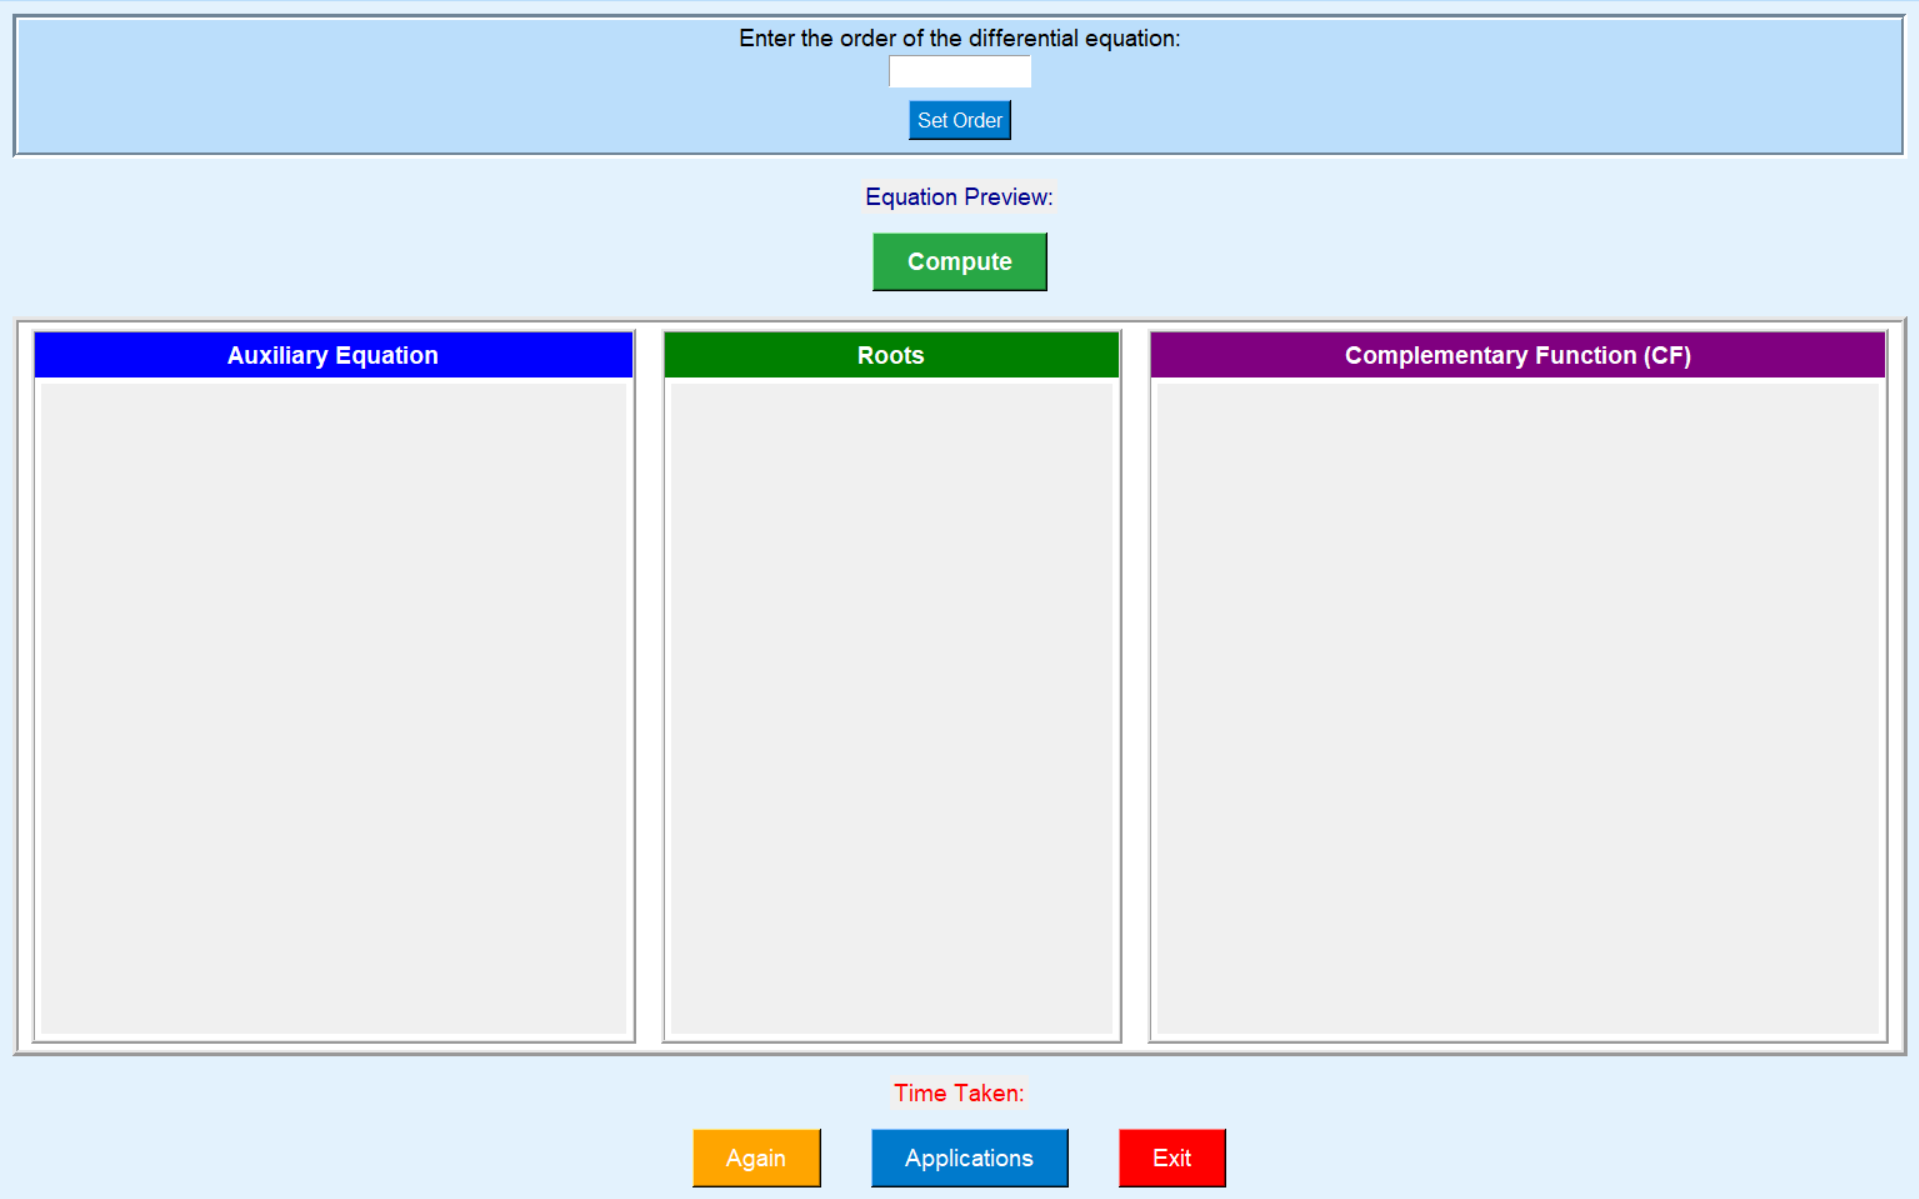 Enter the order of the differential equation:
Set Order
Equation Preview:
Compute
Auxiliary Equation
Roots
Complementary Function (CF)
Time Taken:
Again
Applications
Exit